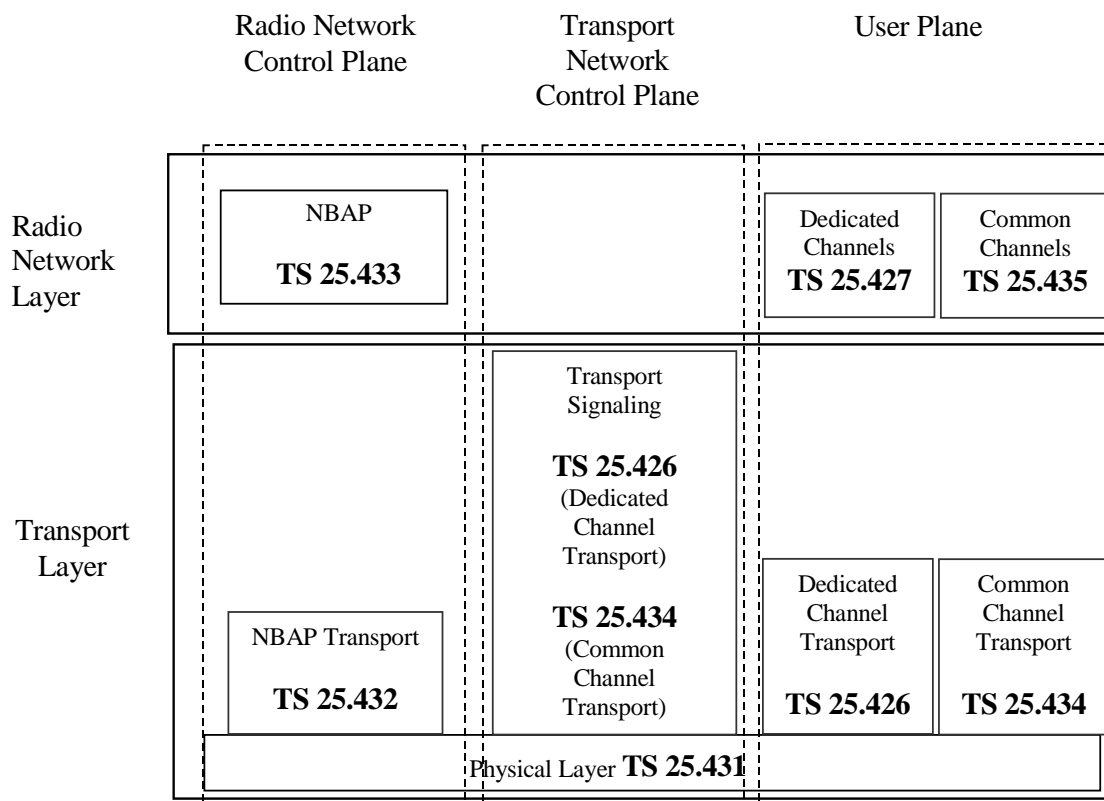 Radio Network
Control Plane
Transport
Network
Control Plane
User Plane
Radio
Network
Layer
NBAP
TS 25.433
Dedicated
Channels
TS 25.427
Common
Channels
TS 25.435
Transport
Layer
NBAP Transport
TS 25.432
Transport
Signaling
TS 25.426
(Dedicated
Channel
Transport)
TS 25.434
(Common
Channel
Transport)
Dedicated
Channel
Transport
TS 25.426
Common
Channel
Transport
TS 25.434
Physical Layer TS 25.431